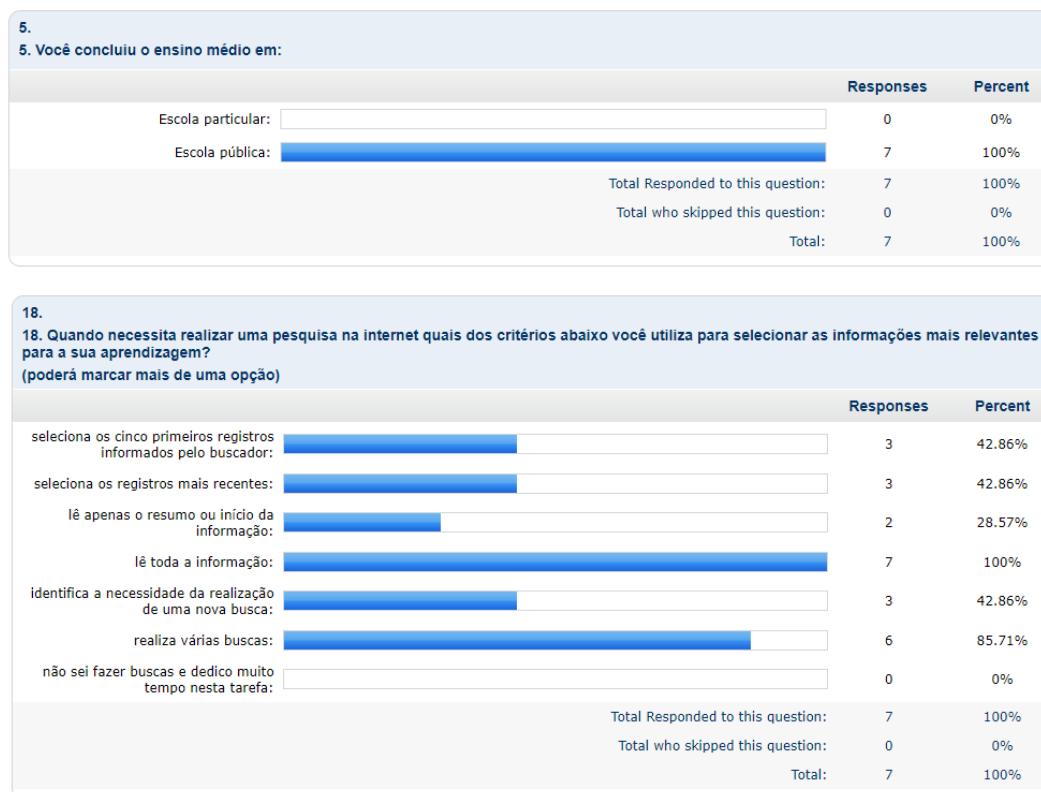 5.
5. Você concluiu o ensino médio em:
Responses Percent
Escola particular: 0 0%
Escola pública: 7 100%
Total Responded to this question: 7 100%
Total who skipped this question: 0 0%
Total: 7 100%
18.
18. Quando necessita realizar uma pesquisa na internet quais dos critérios abaixo você utiliza para selecionar as informações mais relevantes
para a sua aprendizagem?
(poderá marcar mais de uma opção)
Responses Percent
seleciona os cinco primeiros registros
informados pelo buscador: 3 42.86%
seleciona os registros mais recentes: 3 42.86%
lê apenas o resumo ou início da
informação: 2 28.57%
lê toda a informação: 7 100%
identifica a necessidade da realização
de uma nova busca: 3 42.86%
realiza várias buscas: 6 85.71%
não sei fazer buscas e dedico muito
tempo nesta tarefa: 0 0%
Total Responded to this question: 7 100%
Total who skipped this question: 0 0%
Total: 7 100%